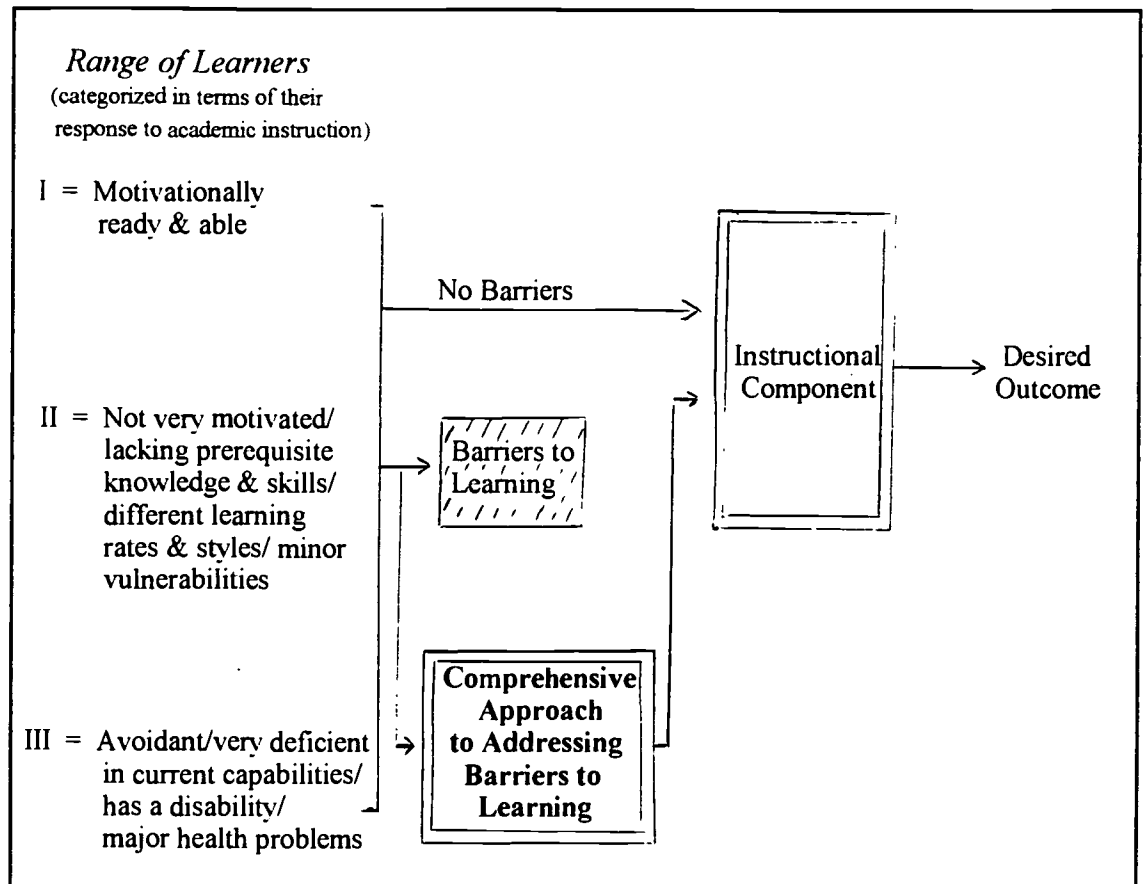 Range of Learners
(categorized in terms of their
response to academic instruction)
I = Motivationally
ready & able
No Barriers
Instructional
Component
Desired
Outcome
II = Not very motivated/
lacking prerequisite
knowledge & skills/
different learning
rates & styles/ minor
vulnerabilities
Barriers to
Learning
III = Avoidant/very deficient
in current capabilities/
has a disability/
major health problems
Comprehensive
Approach
to Addressing
Barriers to
Learning